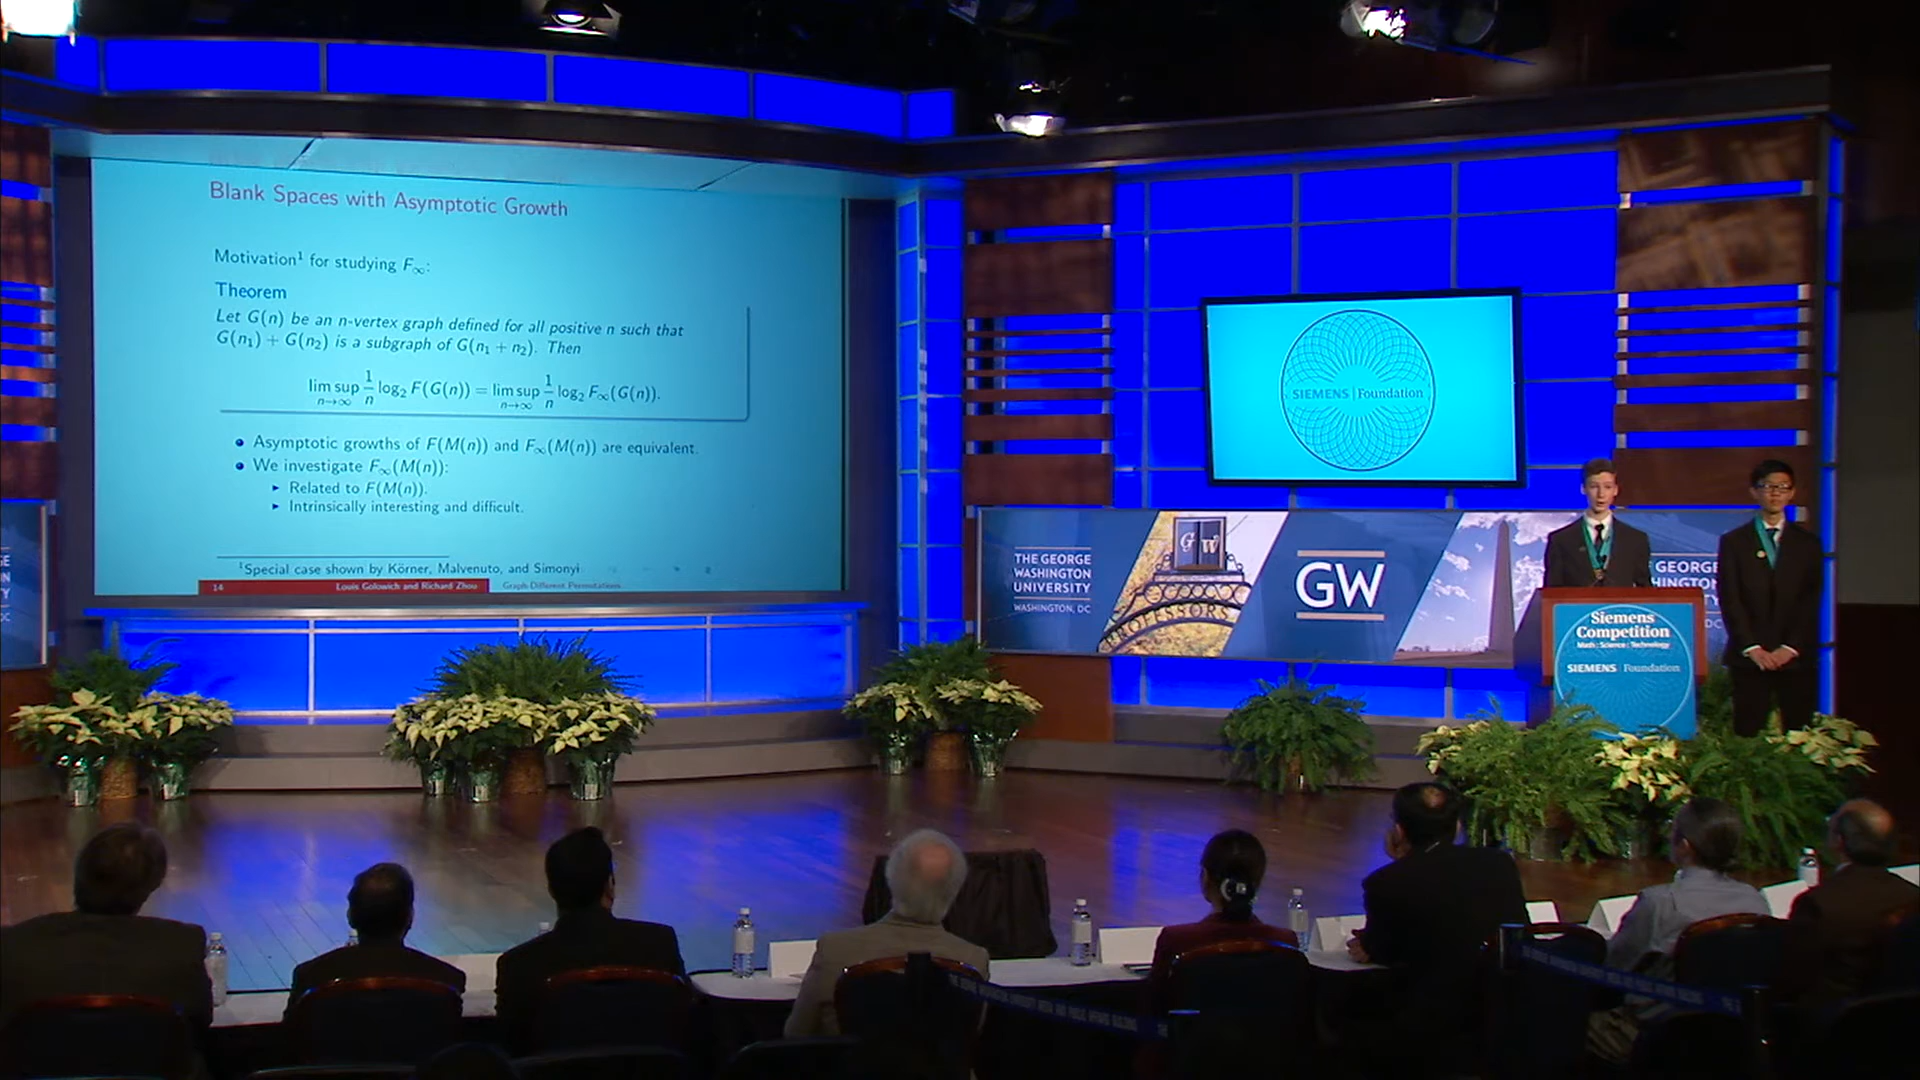 Blank Spaces with Asymptotic Growth
Motivation¹ for studying F∞:
Theorem
Let G(n) be an n-vertex graph defined for all positive n such that
G(n₁) + G(n₂) is a subgraph of G(n₁ + n₂). Then
lim sup n→∞ 1/n log₂ F(G(n)) = lim sup n→∞ 1/n log₂ F∞(G(n)).
• Asymptotic growths of F(M(n)) and F∞(M(n)) are equivalent.
• We investigate F∞(M(n)):
▸ Related to F(M(n)).
▸ Intrinsically interesting and difficult.
¹Special case shown by Körner, Malvenuto, and Simonyi
14 Louis Golowich and Richard Zhou Graph-Different Permutations
SIEMENS | Foundation
THE GEORGE
WASHINGTON
UNIVERSITY
WASHINGTON, DC
G W
PROFESSORS
GW
GEORGE
HINGTON
DC
Siemens
Competition
Math | Science | Technology
SIEMENS | Foundation